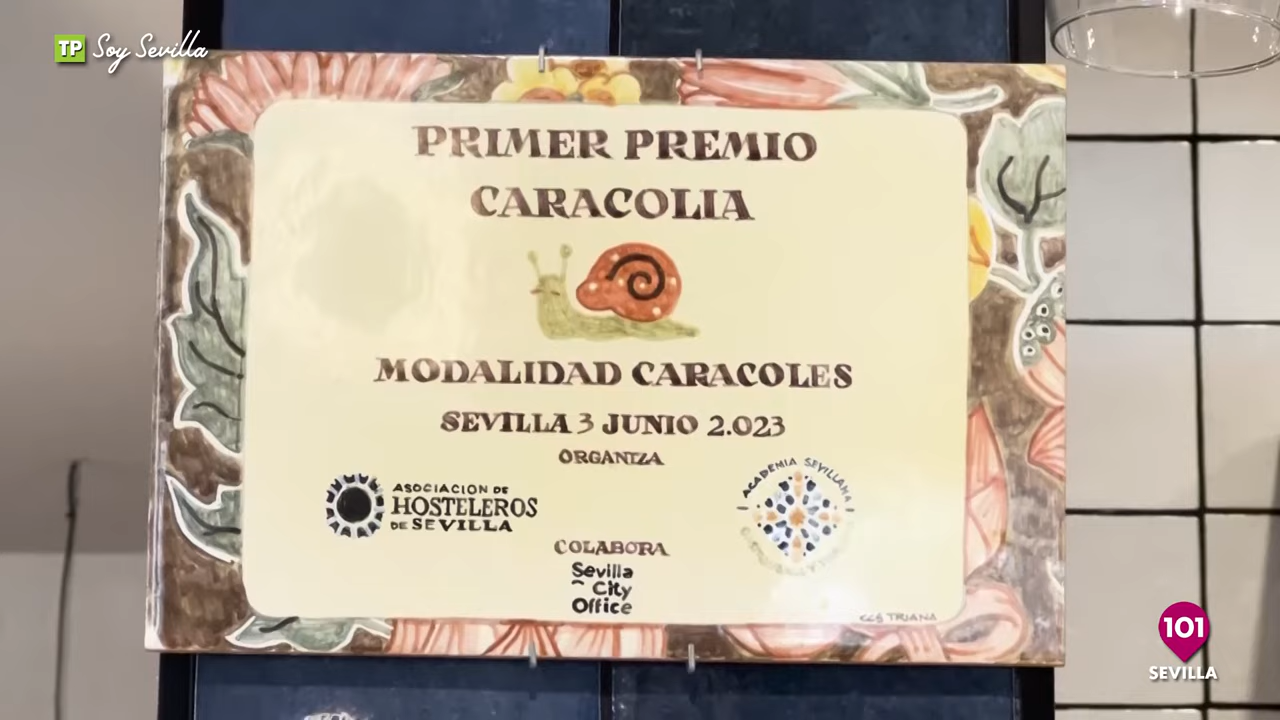 TP Soy Sevilla
PRIMER PREMIO
CARACOLIA
MODALIDAD CARACOLES
SEVILLA 3 JUNIO 2.023
ORGANIZA
ASOCIACION DE
HOSTELEROS
DE SEVILLA
ACADEMIA SEVILLANA
COLABORA
Sevilla
City
Office
TRIANA
101
SEVILLA